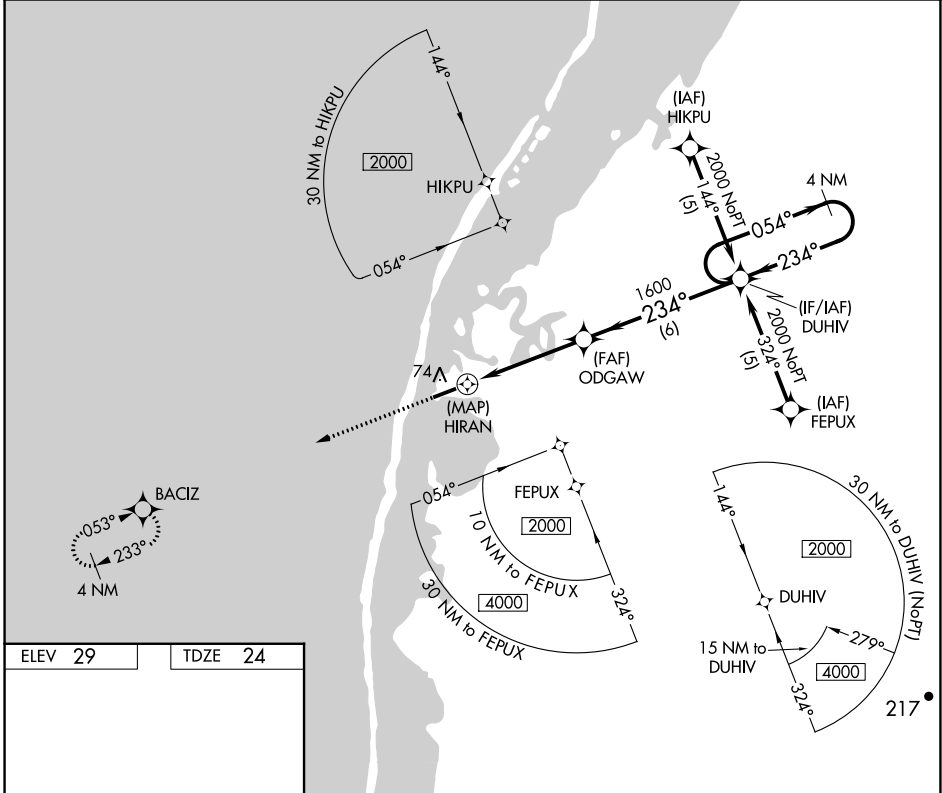 144°
30 NM to HIKPU
2000
HIKPU
054°
(IAF)
HIKPU
2000 NoPT
144°
(5)
4 NM
054°
234°
1600
234°
(6)
(IF/IAF)
DUHIV
2000 NoPT
324°
(5)
(FAF)
ODGAW
74
(MAP)
HIRAN
(IAF)
FEPUX
BACIZ
053°
233°
4 NM
054°
FEPUX
2000
10 NM to FEPUX
4000
30 NM to FEPUX
324°
144°
30 NM to DUHIV (NoPT)
2000
DUHIV
15 NM to
DUHIV
279°
4000
324°
217
ELEV 29
TDZE 24